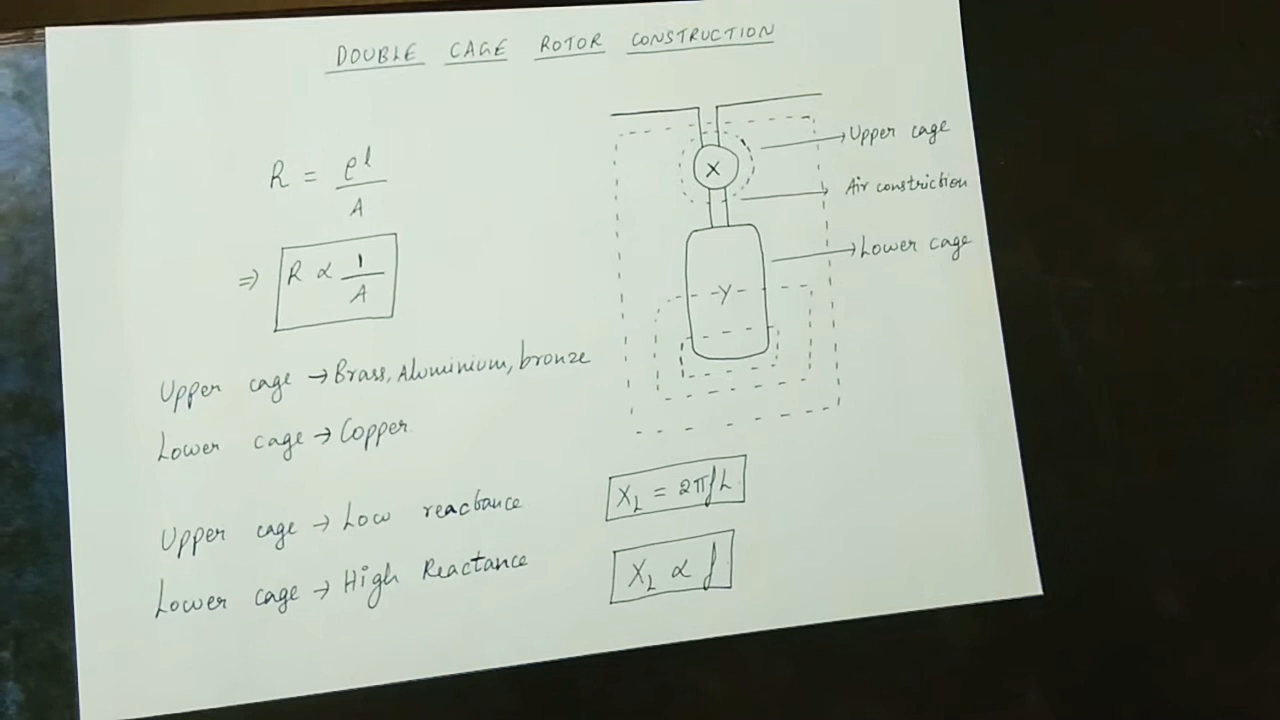 DOUBLE CAGE ROTOR CONSTRUCTION
R = ρl / A
⇒ R ∝ 1 / A
Upper cage → Brass, Aluminium, bronze
Lower cage → Copper.
Upper cage → Low reactance
Lower cage → High Reactance
X
Y
Upper cage
Air constriction
Lower cage
X_L = 2πfL
X_L ∝ f